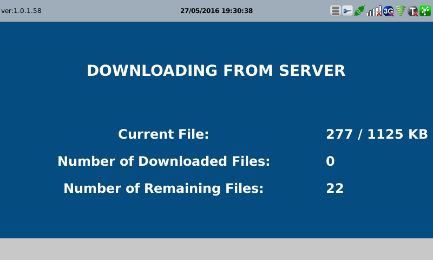 ver:1.0.1.58 27/05/2016 19:30:38 3G T
DOWNLOADING FROM SERVER
Current File: 277 / 1125 KB
Number of Downloaded Files: 0
Number of Remaining Files: 22